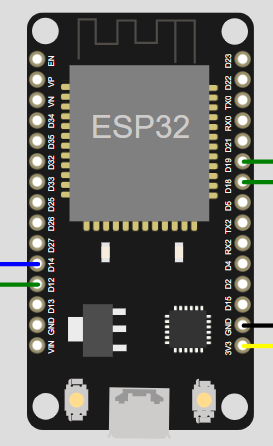 EN
VP
VN
D34
D35
D32
D33
D25
D26
D27
D14
D12
D13
GND
VIN
ESP32
D23
D22
TX0
RX0
D21
D19
D18
D5
TX2
RX2
D4
D2
D15
GND
3V3